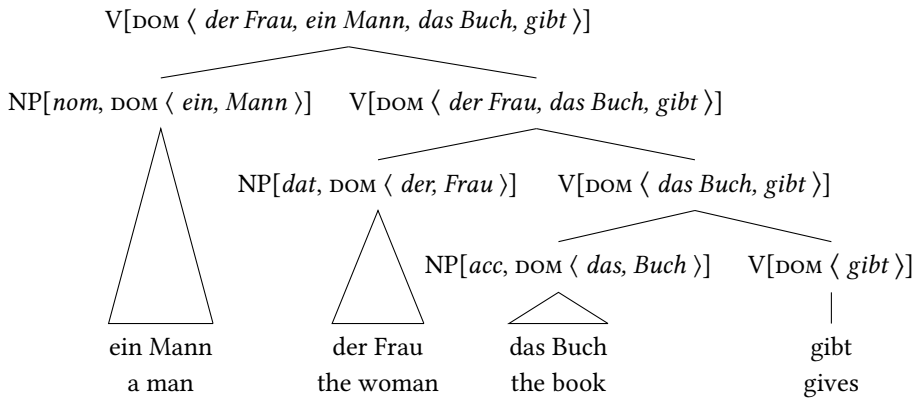 V[DOM ⟨ der Frau, ein Mann, das Buch, gibt ⟩]
NP[nom, DOM ⟨ ein, Mann ⟩] V[DOM ⟨ der Frau, das Buch, gibt ⟩]
NP[dat, DOM ⟨ der, Frau ⟩] V[DOM ⟨ das Buch, gibt ⟩]
NP[acc, DOM ⟨ das, Buch ⟩] V[DOM ⟨ gibt ⟩]
ein Mann der Frau das Buch gibt
a man the woman the book gives